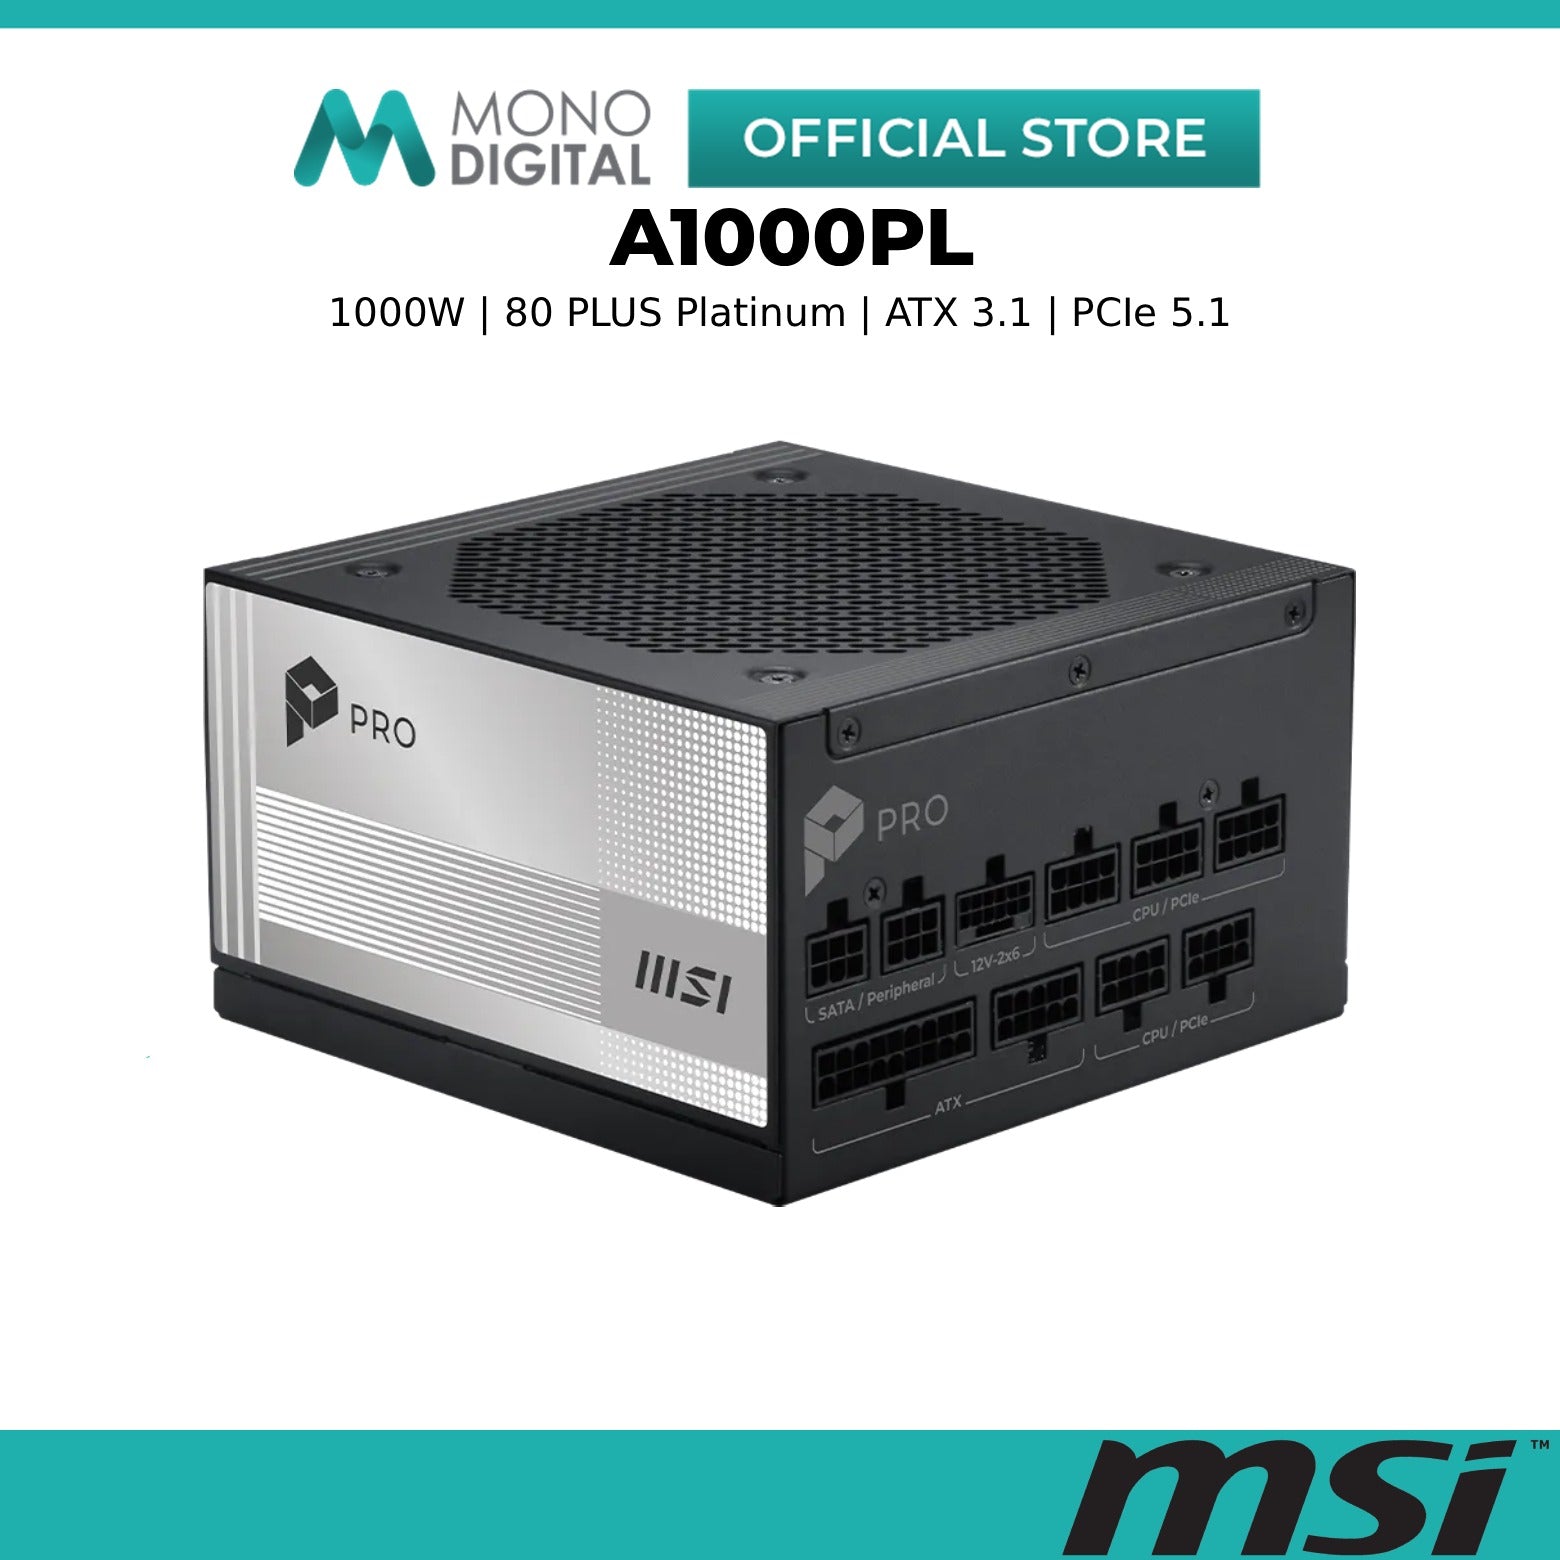 MONO
DIGITAL
OFFICIAL STORE
A1000PL
1000W | 80 PLUS Platinum | ATX 3.1 | PCIe 5.1
PRO
msi
PRO
CPU / PCIe
12V-2x6
SATA / Peripheral
CPU / PCIe
ATX
msi™